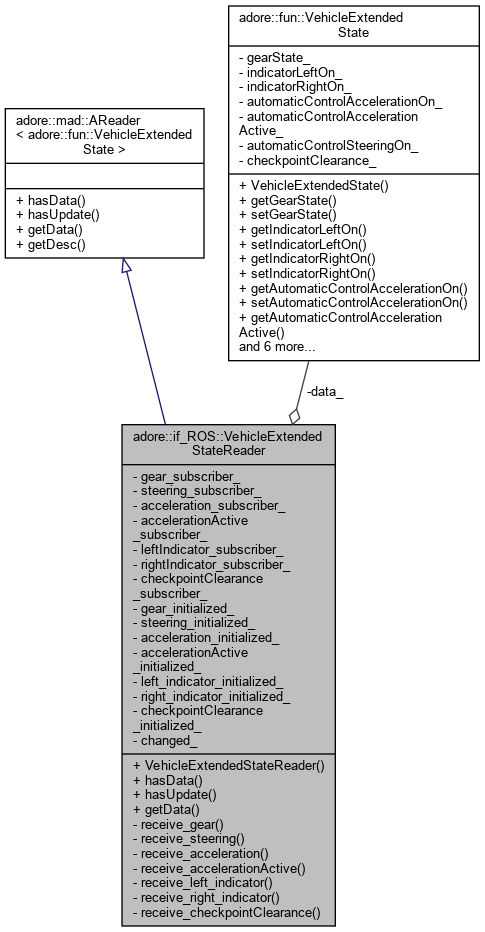 adore::fun::VehicleExtended
State
- gearState_
- indicatorLeftOn_
- indicatorRightOn_
- automaticControlAccelerationOn_
- automaticControlAcceleration
Active_
- automaticControlSteeringOn_
- checkpointClearance_
+ VehicleExtendedState()
+ getGearState()
+ setGearState()
+ getIndicatorLeftOn()
+ setIndicatorLeftOn()
+ getIndicatorRightOn()
+ setIndicatorRightOn()
+ getAutomaticControlAccelerationOn()
+ setAutomaticControlAccelerationOn()
+ getAutomaticControlAcceleration
Active()
and 6 more...
adore::mad::AReader
< adore::fun::VehicleExtended
State >
+ hasData()
+ hasUpdate()
+ getData()
+ getDesc()
-data_
adore::if_ROS::VehicleExtended
StateReader
- gear_subscriber_
- steering_subscriber_
- acceleration_subscriber_
- accelerationActive
_subscriber_
- leftIndicator_subscriber_
- rightIndicator_subscriber_
- checkpointClearance
_subscriber_
- gear_initialized_
- steering_initialized_
- acceleration_initialized_
- accelerationActive
_initialized_
- left_indicator_initialized_
- right_indicator_initialized_
- checkpointClearance
_initialized_
- changed_
+ VehicleExtendedStateReader()
+ hasData()
+ hasUpdate()
+ getData()
- receive_gear()
- receive_steering()
- receive_acceleration()
- receive_accelerationActive()
- receive_left_indicator()
- receive_right_indicator()
- receive_checkpointClearance()